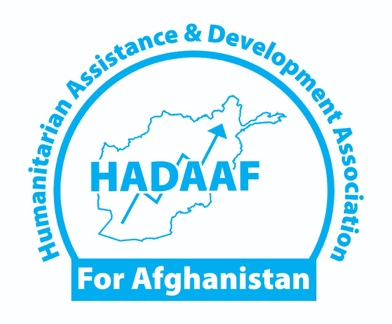 Humanitarian Assistance & Development Association
HADAAF
For Afghanistan